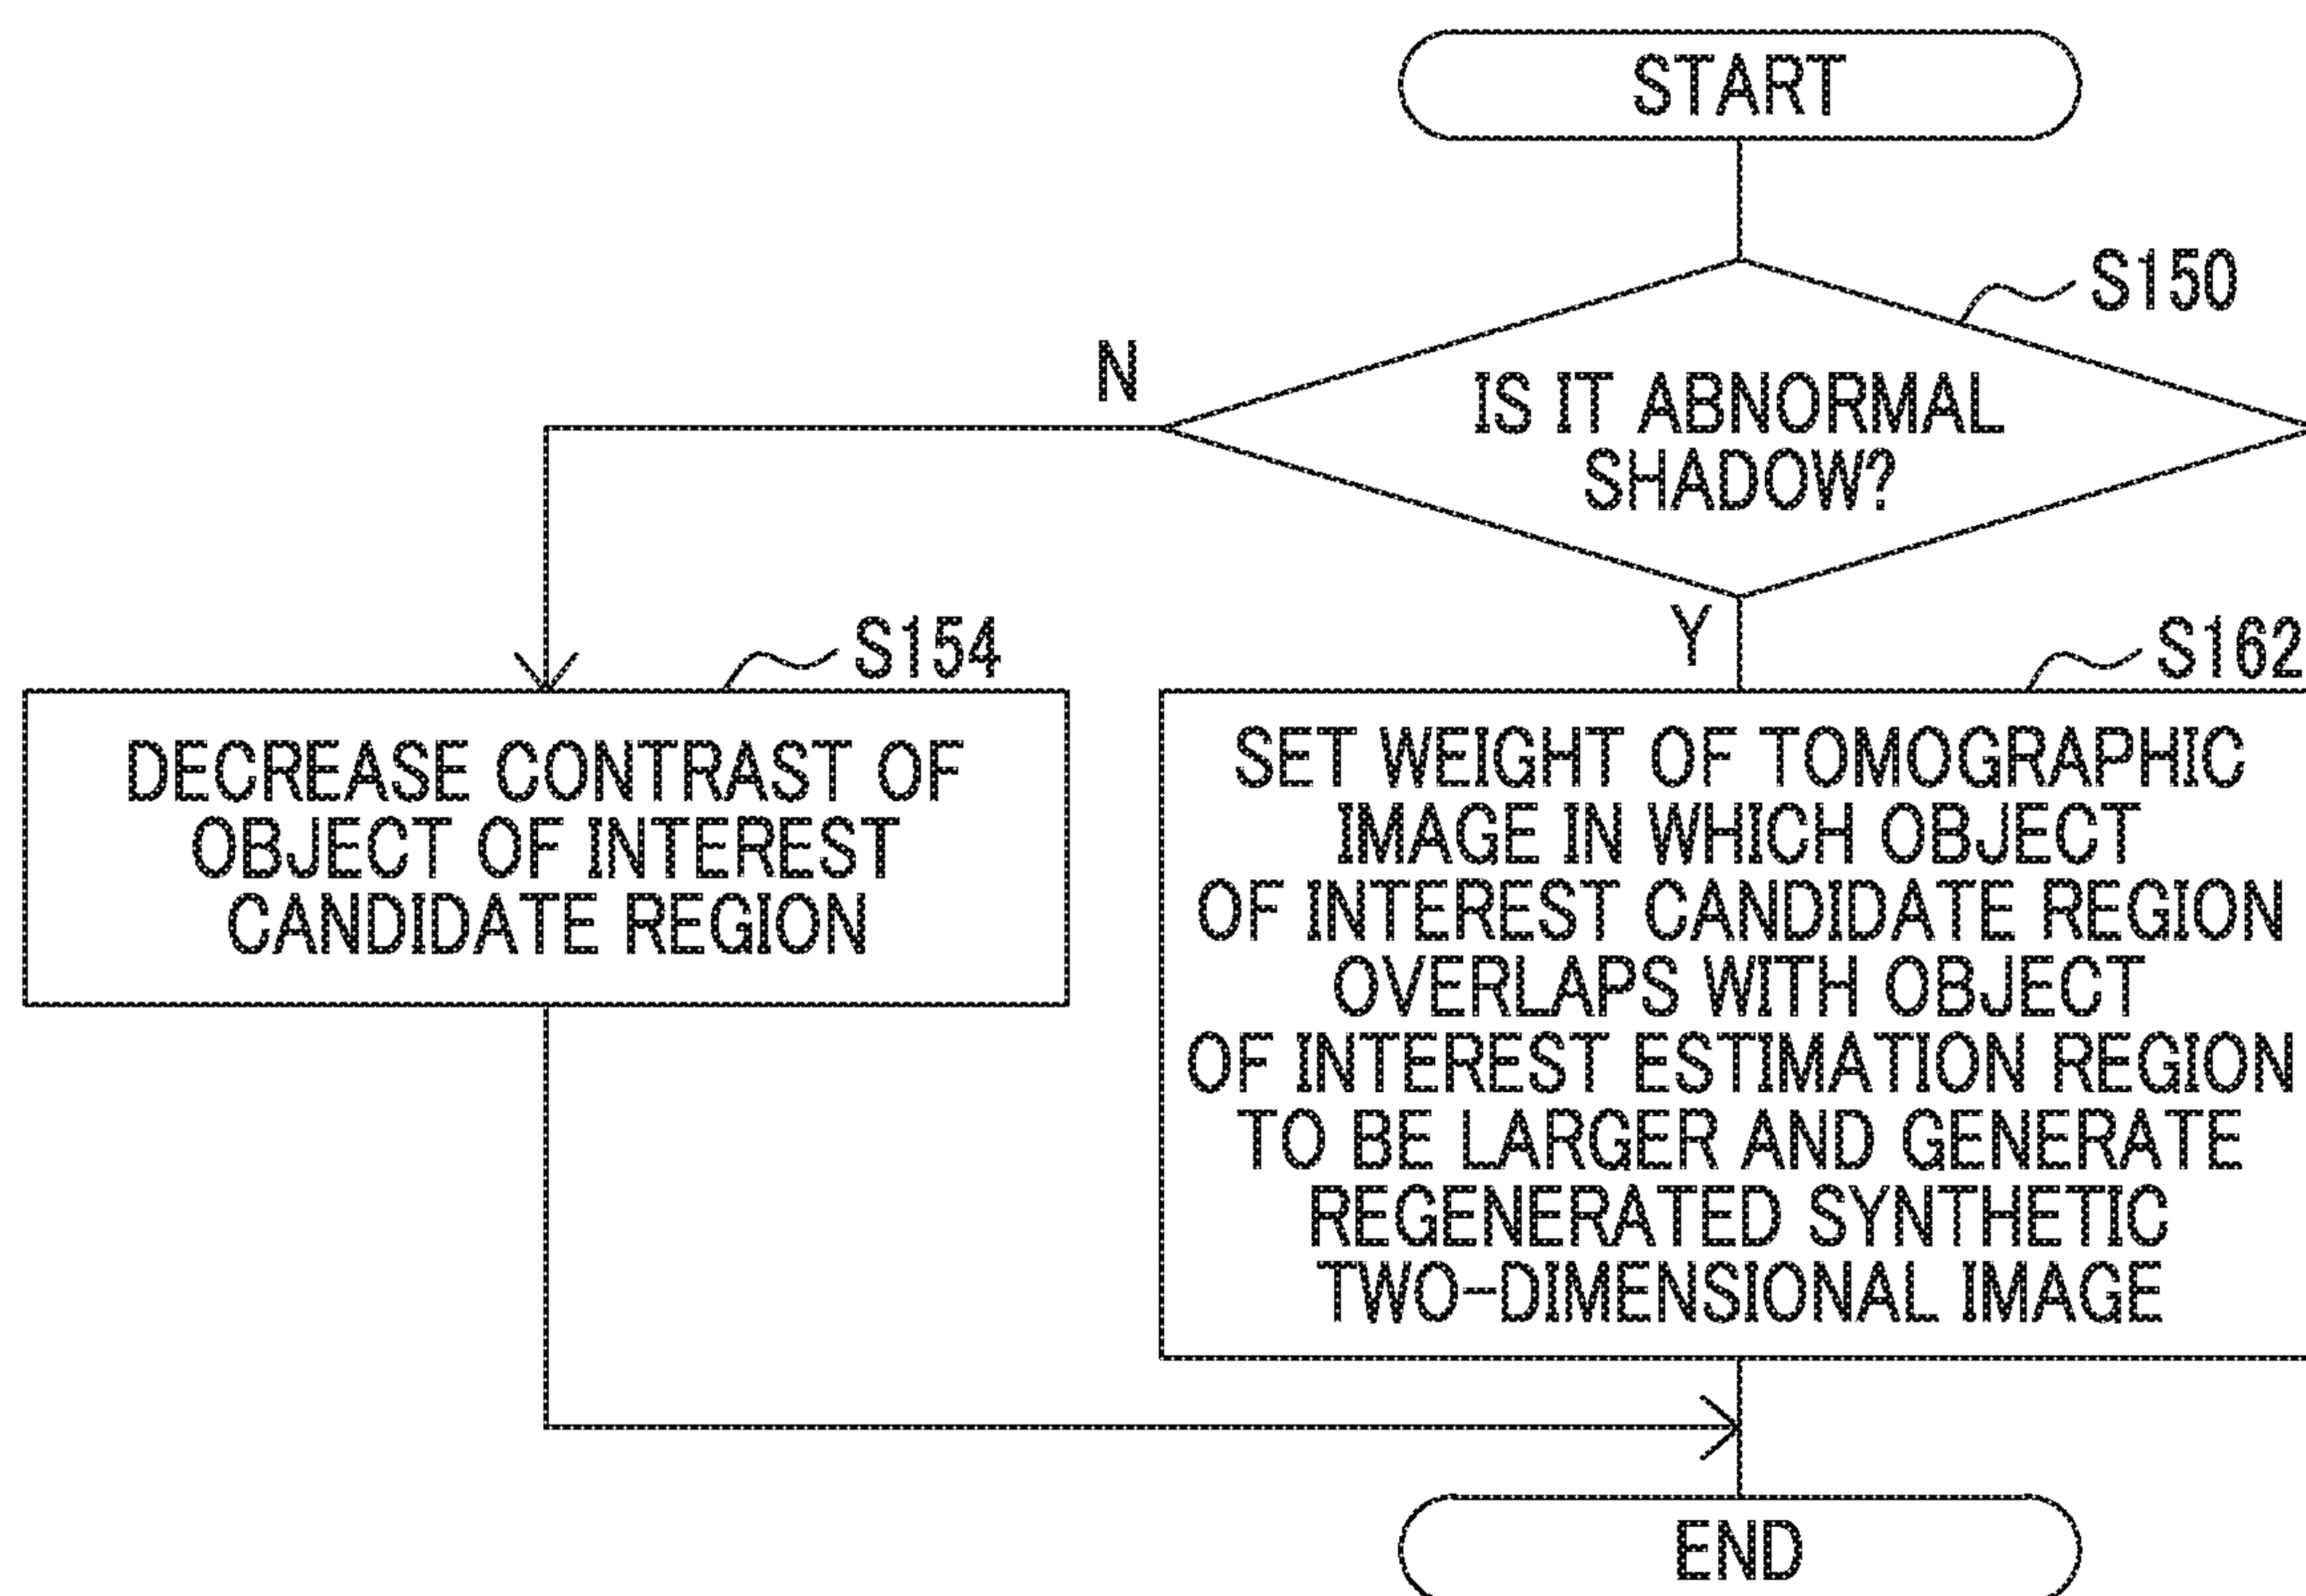 START
S150
IS IT ABNORMAL
SHADOW?
N
Y
S154
DECREASE CONTRAST OF
OBJECT OF INTEREST
CANDIDATE REGION
S162
SET WEIGHT OF TOMOGRAPHIC
IMAGE IN WHICH OBJECT
OF INTEREST CANDIDATE REGION
OVERLAPS WITH OBJECT
OF INTEREST ESTIMATION REGION
TO BE LARGER AND GENERATE
REGENERATED SYNTHETIC
TWO-DIMENSIONAL IMAGE
END